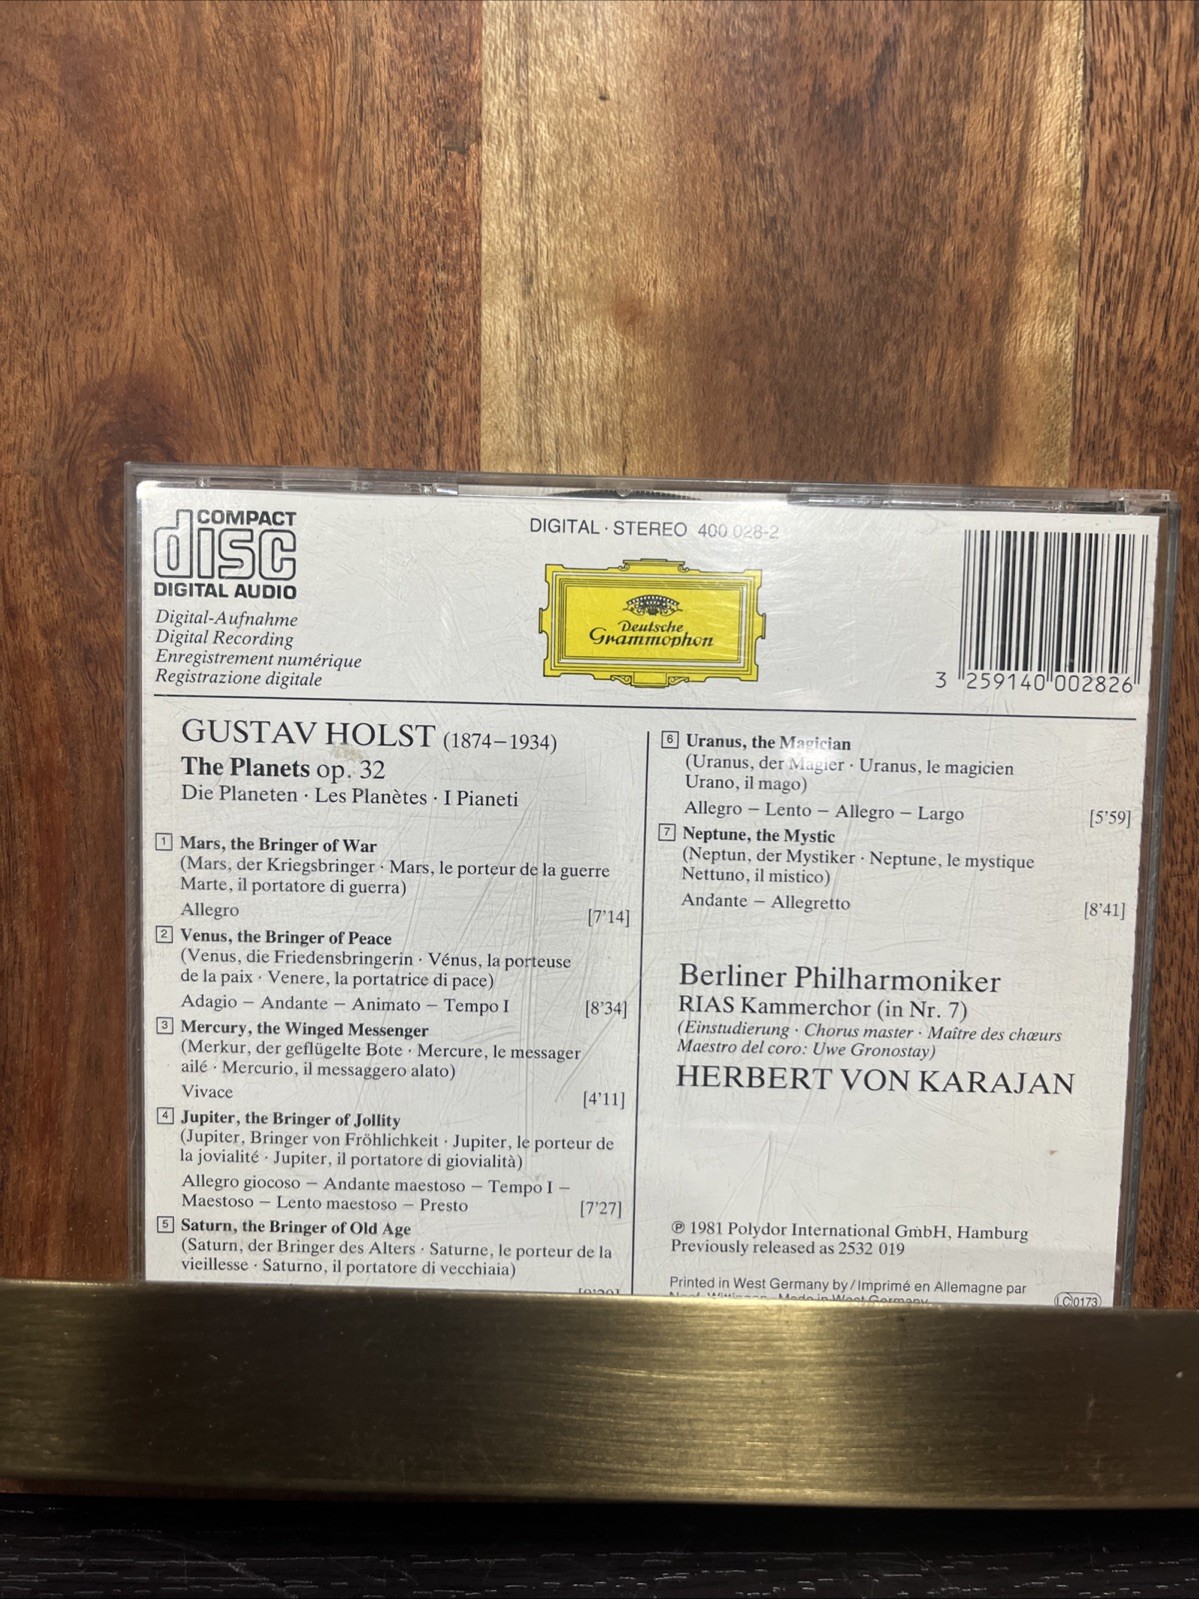 COMPACT
disc
DIGITAL AUDIO
Digital-Aufnahme
Digital Recording
Enregistrement numérique
Registrazione digitale
DIGITAL · STEREO 400 028-2
Deutsche
Grammophon
3 259140 002826
GUSTAV HOLST (1874–1934)
The Planets op. 32
Die Planeten · Les Planètes · I Pianeti
1 Mars, the Bringer of War
(Mars, der Kriegsbringer · Mars, le porteur de la guerre
Marte, il portatore di guerra)
Allegro [7'14]
2 Venus, the Bringer of Peace
(Venus, die Friedensbringerin · Vénus, la porteuse
de la paix · Venere, la portatrice di pace)
Adagio – Andante – Animato – Tempo I [8'34]
3 Mercury, the Winged Messenger
(Merkur, der geflügelte Bote · Mercure, le messager
ailé · Mercurio, il messaggero alato)
Vivace [4'11]
4 Jupiter, the Bringer of Jollity
(Jupiter, Bringer von Fröhlichkeit · Jupiter, le porteur de
la jovialité · Jupiter, il portatore di giovialità)
Allegro giocoso – Andante maestoso – Tempo I –
Maestoso – Lento maestoso – Presto [7'27]
5 Saturn, the Bringer of Old Age
(Saturn, der Bringer des Alters · Saturne, le porteur de la
vieillesse · Saturno, il portatore di vecchiaia)
6 Uranus, the Magician
(Uranus, der Magier · Uranus, le magicien
Urano, il mago)
Allegro – Lento – Allegro – Largo [5'59]
7 Neptune, the Mystic
(Neptun, der Mystiker · Neptune, le mystique
Nettuno, il mistico)
Andante – Allegretto [8'41]
Berliner Philharmoniker
RIAS Kammerchor (in Nr. 7)
(Einstudierung · Chorus master · Maître des chœurs
Maestro del coro: Uwe Gronostay)
HERBERT VON KARAJAN
℗ 1981 Polydor International GmbH, Hamburg
Previously released as 2532 019
Printed in West Germany by / Imprimé en Allemagne par
Made in West Germany
LC 0173